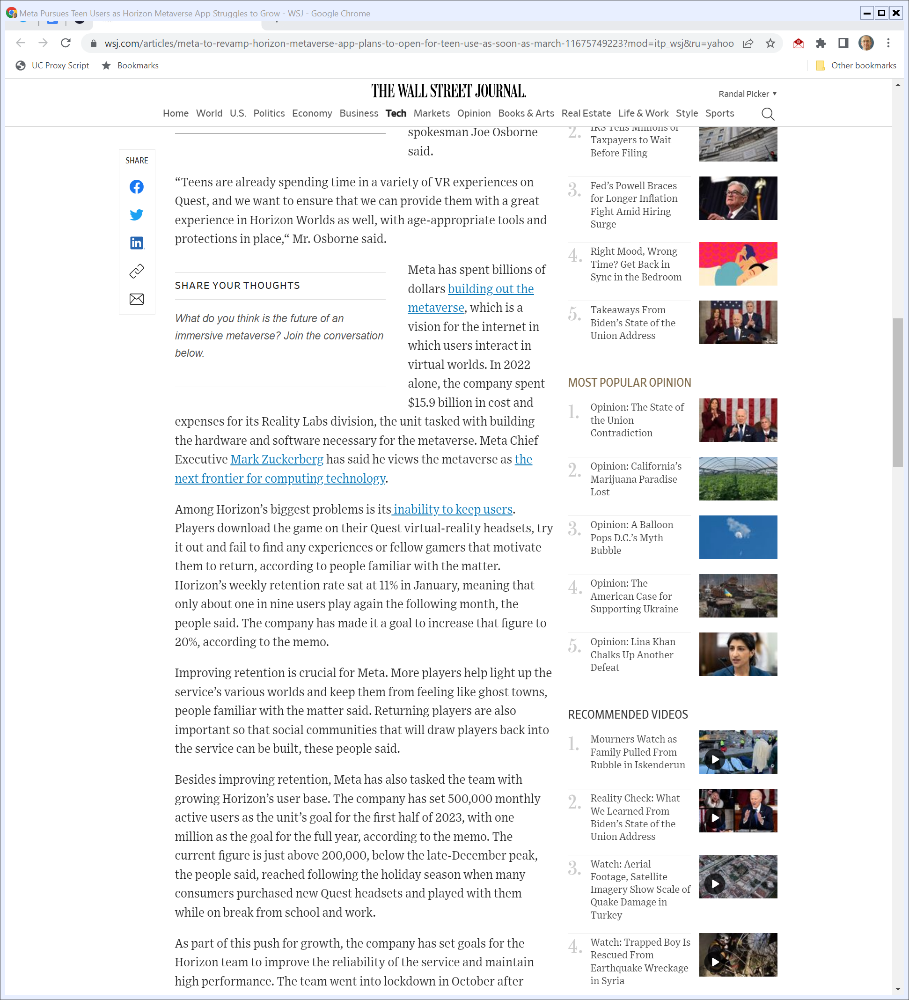 Meta Pursues Teen Users as Horizon Metaverse App Struggles to Grow - WSJ - Google Chrome
wsj.com/articles/meta-to-revamp-horizon-metaverse-app-plans-to-open-for-teen-use-as-soon-as-march-11675749223?mod=itp_wsj&ru=yahoo
UC Proxy Script
Bookmarks
Other bookmarks
THE WALL STREET JOURNAL.
Randal Picker
Home World U.S. Politics Economy Business Tech Markets Opinion Books & Arts Real Estate Life & Work Style Sports
SHARE
in
spokesman Joe Osborne
said.
“Teens are already spending time in a variety of VR experiences on
Quest, and we want to ensure that we can provide them with a great
experience in Horizon Worlds as well, with age-appropriate tools and
protections in place,“ Mr. Osborne said.
SHARE YOUR THOUGHTS
What do you think is the future of an
immersive metaverse? Join the conversation
below.
Meta has spent billions of
dollars building out the
metaverse, which is a
vision for the internet in
which users interact in
virtual worlds. In 2022
alone, the company spent
$15.9 billion in cost and
expenses for its Reality Labs division, the unit tasked with building
the hardware and software necessary for the metaverse. Meta Chief
Executive Mark Zuckerberg has said he views the metaverse as the
next frontier for computing technology.
Among Horizon’s biggest problems is its inability to keep users.
Players download the game on their Quest virtual-reality headsets, try
it out and fail to find any experiences or fellow gamers that motivate
them to return, according to people familiar with the matter.
Horizon’s weekly retention rate sat at 11% in January, meaning that
only about one in nine users play again the following month, the
people said. The company has made it a goal to increase that figure to
20%, according to the memo.
Improving retention is crucial for Meta. More players help light up the
service’s various worlds and keep them from feeling like ghost towns,
people familiar with the matter said. Returning players are also
important so that social communities that will draw players back into
the service can be built, these people said.
Besides improving retention, Meta has also tasked the team with
growing Horizon’s user base. The company has set 500,000 monthly
active users as the unit’s goal for the first half of 2023, with one
million as the goal for the full year, according to the memo. The
current figure is just above 200,000, below the late-December peak,
the people said, reached following the holiday season when many
consumers purchased new Quest headsets and played with them
while on break from school and work.
As part of this push for growth, the company has set goals for the
Horizon team to improve the reliability of the service and maintain
high performance. The team went into lockdown in October after
2. IRS Tells Millions of
Taxpayers to Wait
Before Filing
3. Fed’s Powell Braces
for Longer Inflation
Fight Amid Hiring
Surge
4. Right Mood, Wrong
Time? Get Back in
Sync in the Bedroom
5. Takeaways From
Biden’s State of the
Union Address
MOST POPULAR OPINION
1. Opinion: The State of
the Union
Contradiction
2. Opinion: California’s
Marijuana Paradise
Lost
3. Opinion: A Balloon
Pops D.C.’s Myth
Bubble
4. Opinion: The
American Case for
Supporting Ukraine
5. Opinion: Lina Khan
Chalks Up Another
Defeat
RECOMMENDED VIDEOS
1. Mourners Watch as
Family Pulled From
Rubble in Iskenderun
2. Reality Check: What
We Learned From
Biden’s State of the
Union Address
3. Watch: Aerial
Footage, Satellite
Imagery Show Scale of
Quake Damage in
Turkey
4. Watch: Trapped Boy Is
Rescued From
Earthquake Wreckage
in Syria